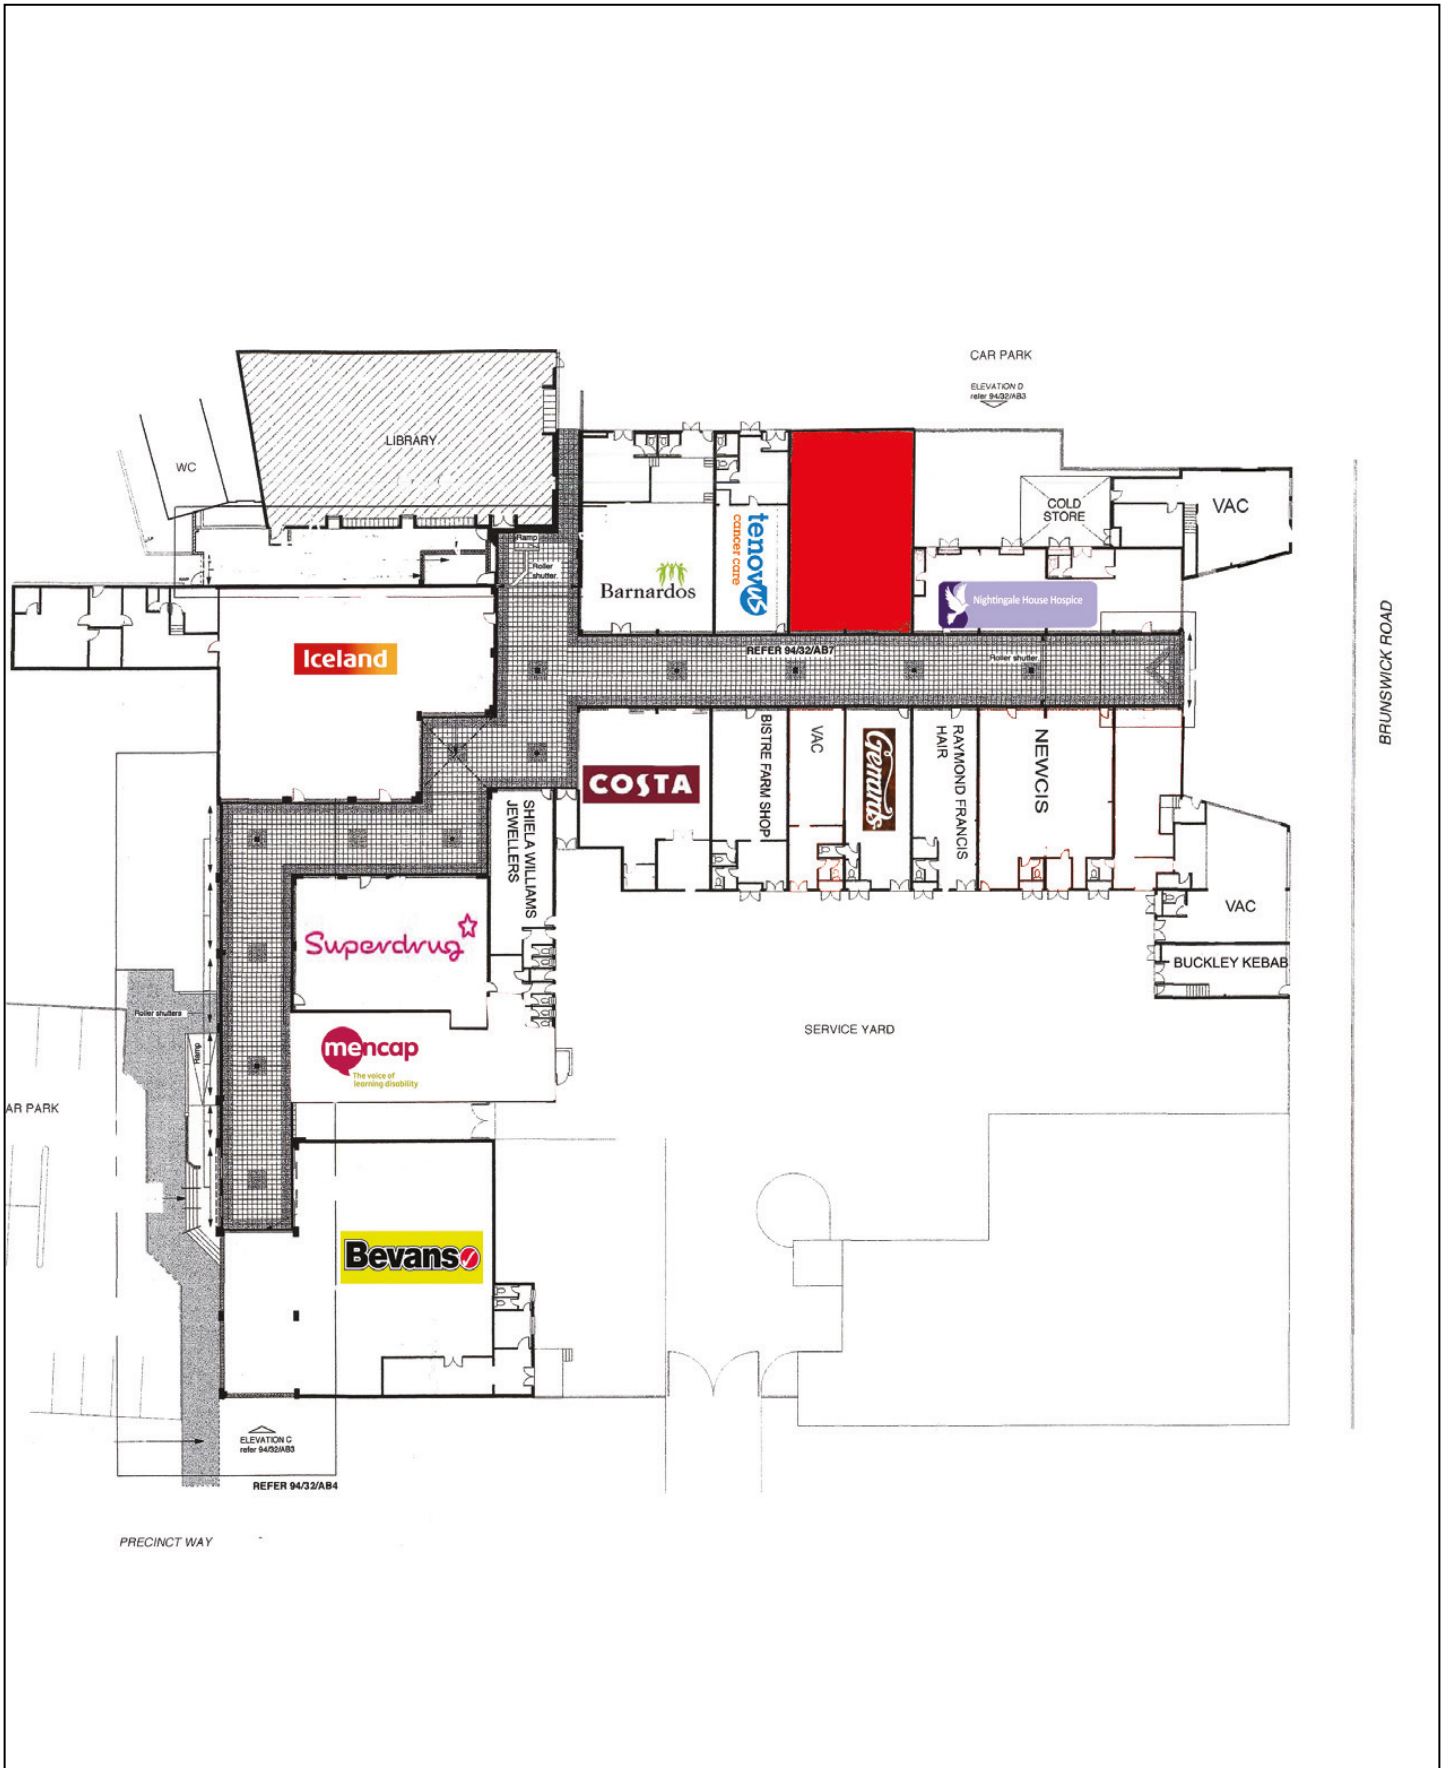 CAR PARK
ELEVATION D
refer 94/32/AB3
LIBRARY
WC
COLD
STORE
VAC
tenovus
cancer care
Ramp
Roller
shutter
Barnardos
Nightingale House Hospice
Iceland
REFER 94/32/AB7
Roller shutter
BRUNSWICK ROAD
COSTA
BISTRE FARM SHOP
VAC
Gerrards
RAYMOND FRANCIS
HAIR
NEWCIS
SHIELA WILLIAMS
JEWELLERS
Superdrug
VAC
BUCKLEY KEBAB
Roller shutters
Ramp
SERVICE YARD
mencap
The voice of
learning disability
AR PARK
Bevans
ELEVATION C
refer 94/32/AB3
REFER 94/32/AB4
PRECINCT WAY